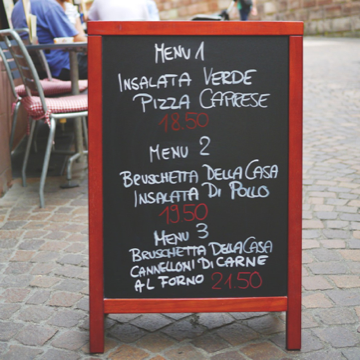 MENU 1
INSALATA VERDE
PIZZA CAPRESE
18.50
MENU 2
BRUSCHETTA DELLA CASA
INSALATA DI POLLO
19.50
MENU 3
BRUSCHETTA DELLA CASA
CANNELLONI DI CARNE
AL FORNO 21.50